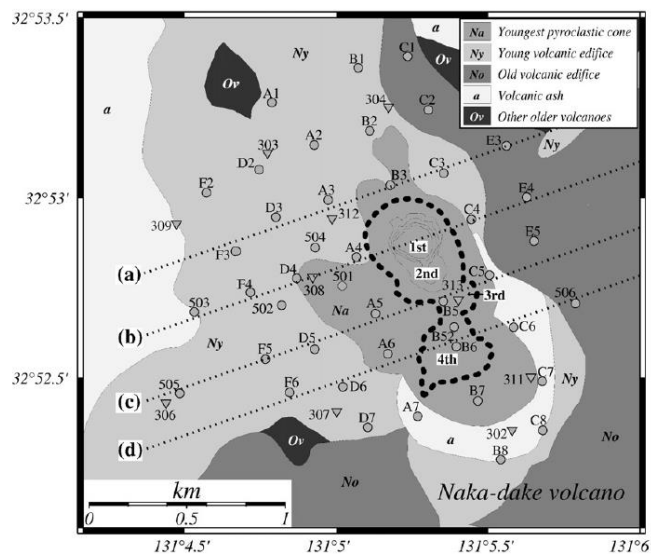 32°53.5'
32°53'
32°52.5'
131°4.5'
131°5'
131°5.5'
131°6'
Na Youngest pyroclastic cone
Ny Young volcanic edifice
No Old volcanic edifice
a Volcanic ash
Ov Other older volcanoes
a
Ny
B1
C1
Ov
Ov
A1
304
C2
B2
A2
303
D2
E3
Ny
F2
B3
C3
A3
E4
309
D3
312
C4
504
1st
E5
F3
A4
(a)
2nd
C5
D4
308
501
313
3rd
506
F4
503
502
Na
A5
B5
(b)
B52
C6
D5
B6
Ny
F5
A6
4th
Ny
C7
311
505
F6
D6
B7
(c)
306
307
A7
302
C8
D7
a
(d)
Ov
B8
No
No
km
0 0.5 1
Naka-dake volcano